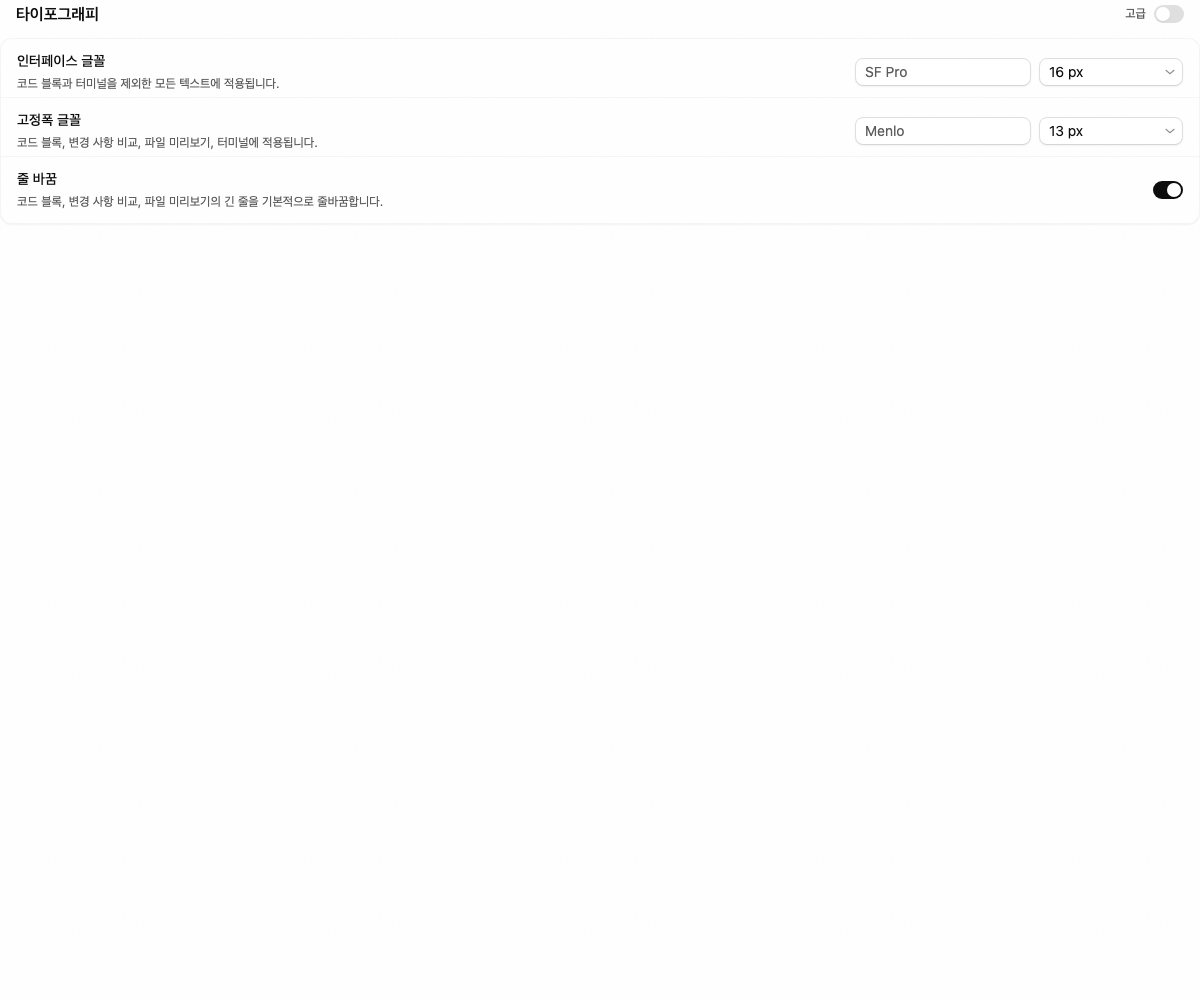 타이포그래피
고급
인터페이스 글꼴
코드 블록과 터미널을 제외한 모든 텍스트에 적용됩니다.
SF Pro
16 px
고정폭 글꼴
코드 블록, 변경 사항 비교, 파일 미리보기, 터미널에 적용됩니다.
Menlo
13 px
줄 바꿈
코드 블록, 변경 사항 비교, 파일 미리보기의 긴 줄을 기본적으로 줄바꿈합니다.